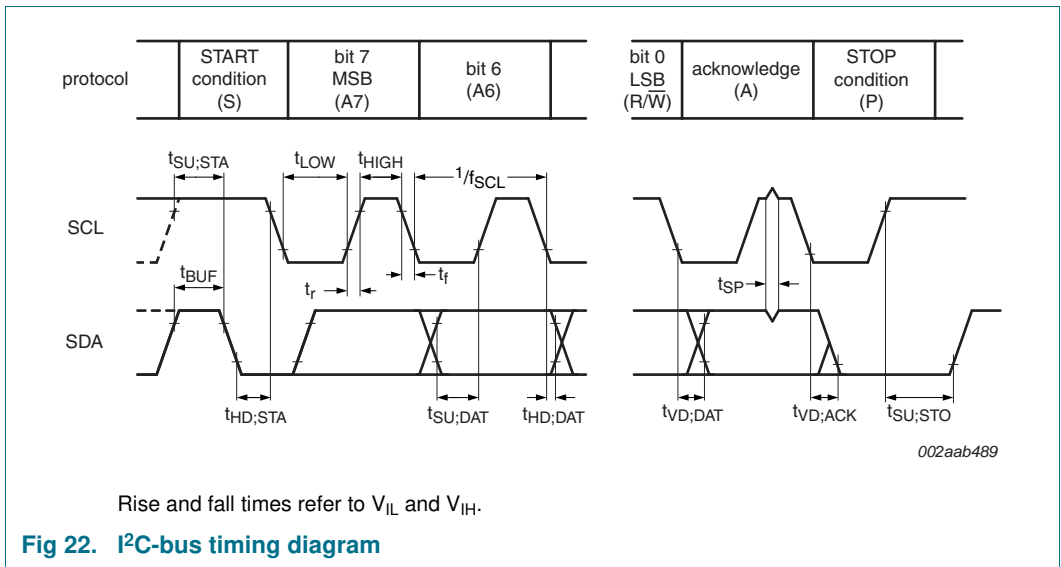 protocol
START
condition
(S)
bit 7
MSB
(A7)
bit 6
(A6)
bit 0
LSB
(R/W̅)
acknowledge
(A)
STOP
condition
(P)
tSU;STA
tLOW
tHIGH
1/fSCL
SCL
tBUF
tr
tf
tSP
SDA
tHD;STA
tSU;DAT
tHD;DAT
tVD;DAT
tVD;ACK
tSU;STO
002aab489
Rise and fall times refer to VIL and VIH.
Fig 22. I²C-bus timing diagram